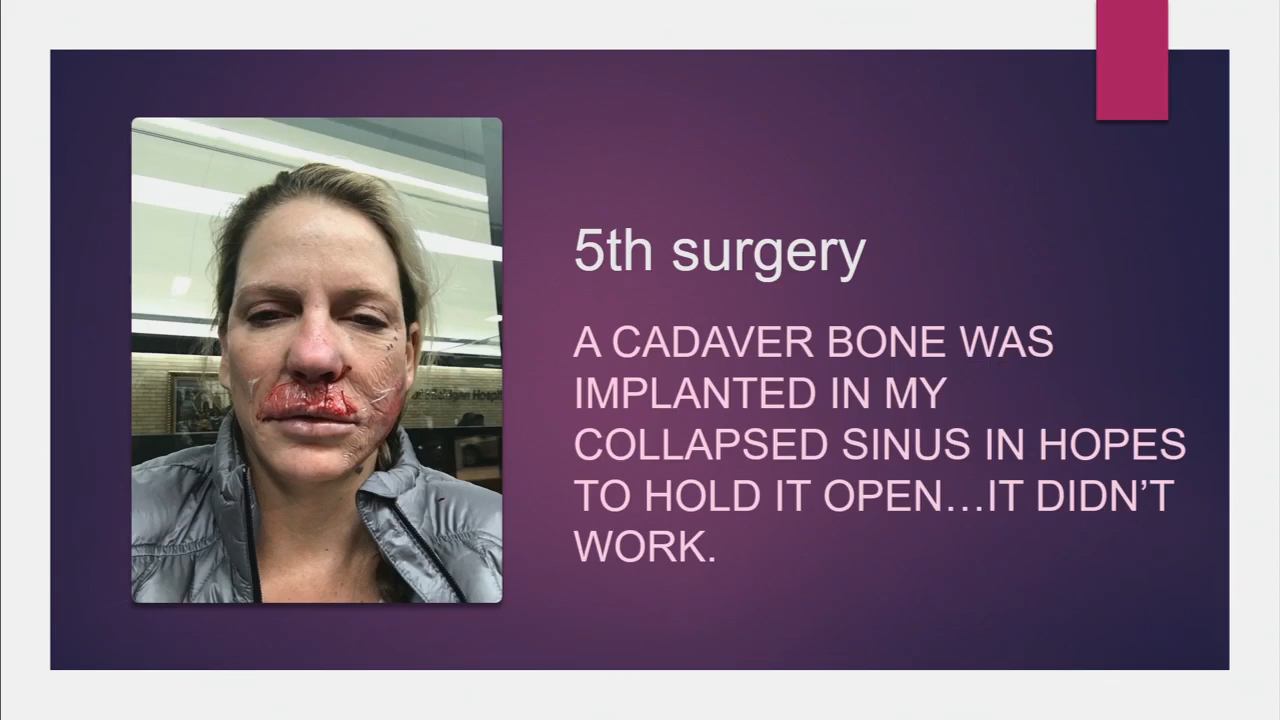 5th surgery
A CADAVER BONE WAS
IMPLANTED IN MY
COLLAPSED SINUS IN HOPES
TO HOLD IT OPEN…IT DIDN’T
WORK.